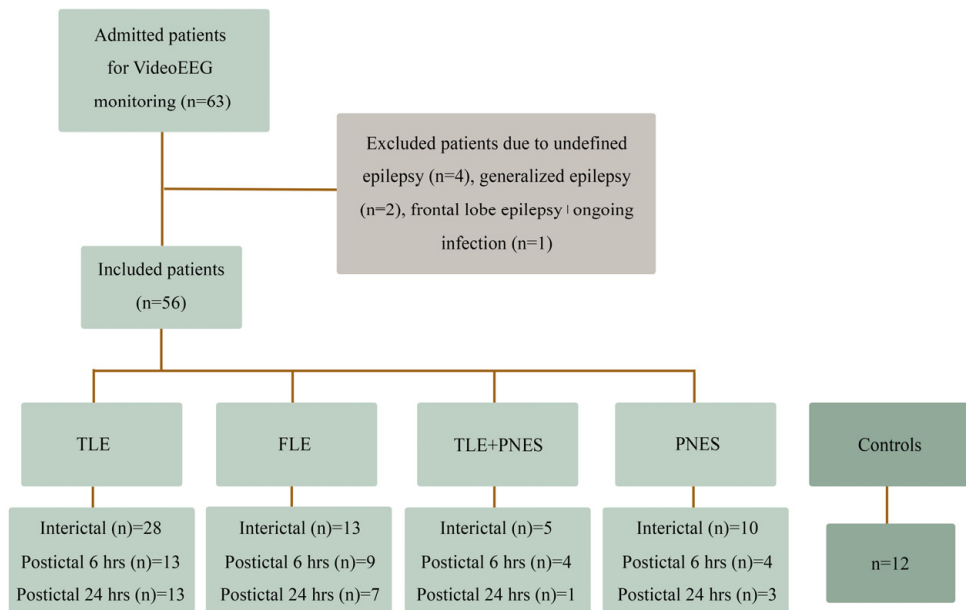 Admitted patients
for VideoEEG
monitoring (n=63)
Excluded patients due to undefined
epilepsy (n=4), generalized epilepsy
(n=2), frontal lobe epilepsy ı ongoing
infection (n=1)
Included patients
(n=56)
TLE
FLE
TLE+PNES
PNES
Controls
Interictal (n)=28
Postictal 6 hrs (n)=13
Postictal 24 hrs (n)=13
Interictal (n)=13
Postictal 6 hrs (n)=9
Postictal 24 hrs (n)=7
Interictal (n)=5
Postictal 6 hrs (n)=4
Postictal 24 hrs (n)=1
Interictal (n)=10
Postictal 6 hrs (n)=4
Postictal 24 hrs (n)=3
n=12